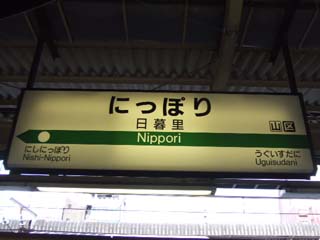 にっぽり
日暮里
山 区
Nippori
にしにっぽり
Nishi-Nippori
うぐいすだに
Uguisudani